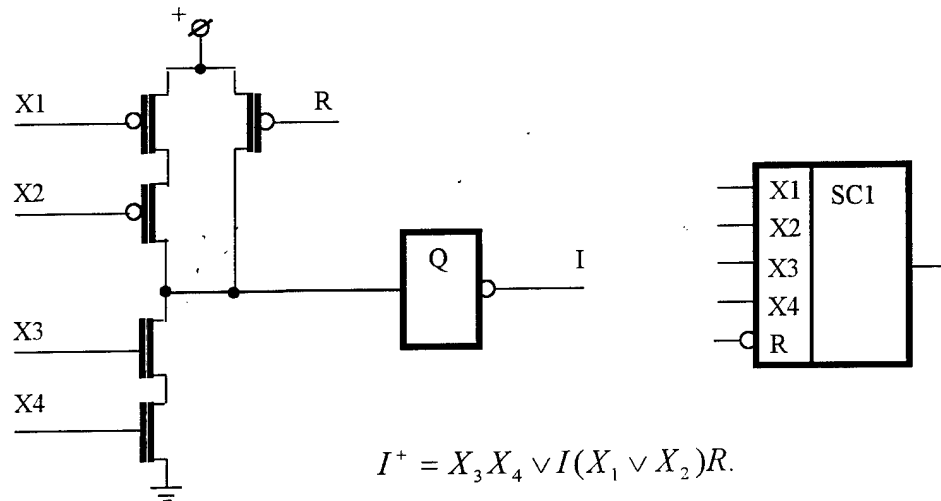 +
X1
R
X2
X1 SC1
X2
Q
I
X3
X4
X3
R
X4
I⁺ = X₃X₄ ∨ I(X₁ ∨ X₂)R.